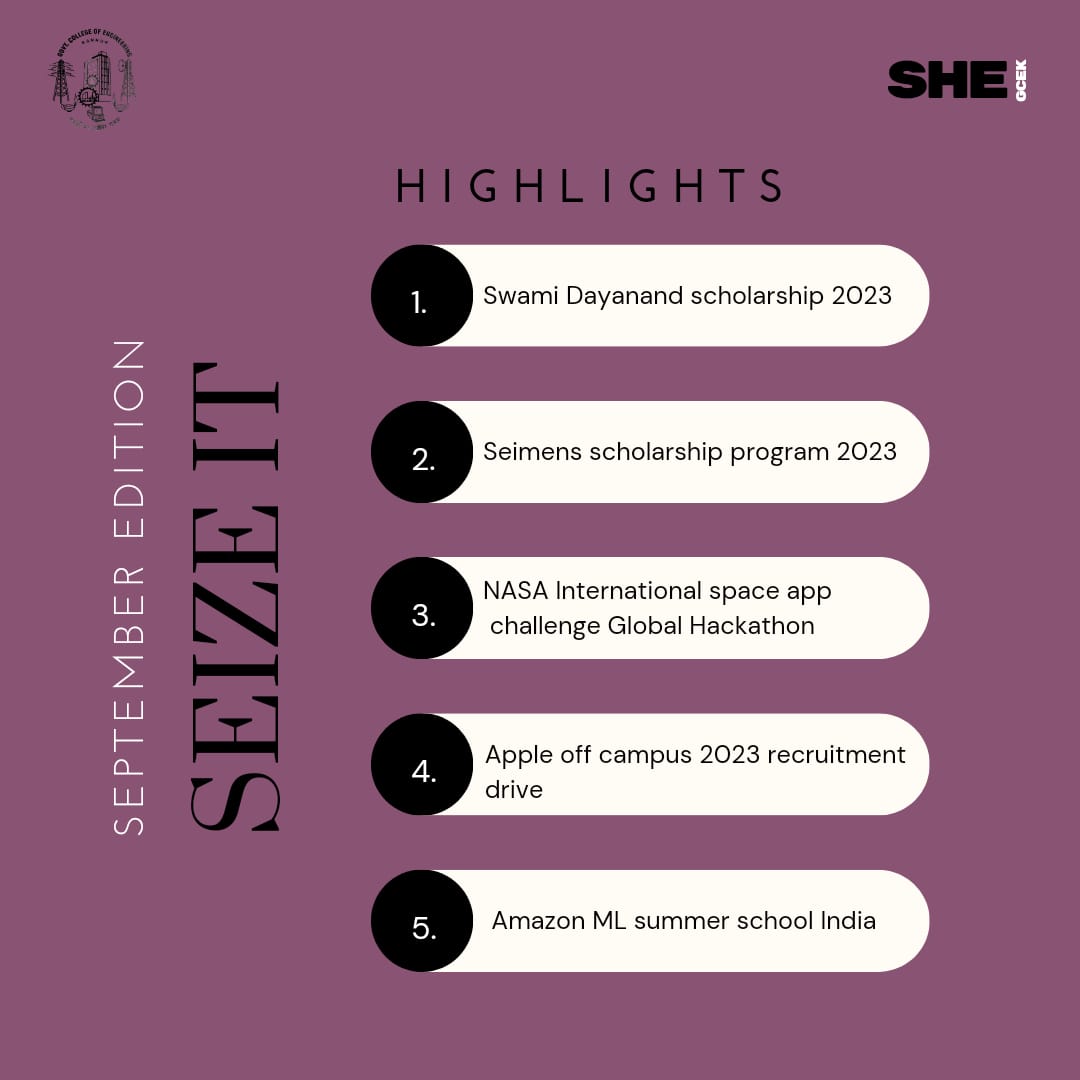 GOVT. COLLEGE OF ENGINEERING
KANNUR
SHE
GCEK
HIGHLIGHTS
SEPTEMBER EDITION
SEIZE IT
1.
Swami Dayanand scholarship 2023
2.
Seimens scholarship program 2023
3.
NASA International space app
challenge Global Hackathon
4.
Apple off campus 2023 recruitment
drive
5.
Amazon ML summer school India